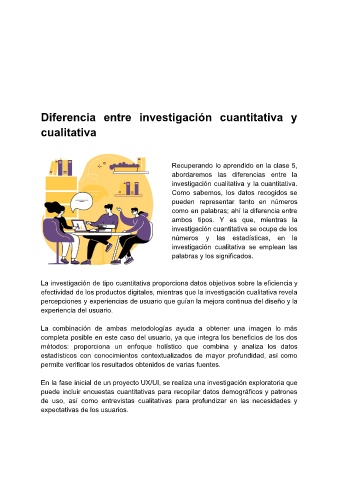 Diferencia entre investigación cuantitativa y
cualitativa
Recuperando lo aprendido en la clase 5,
abordaremos las diferencias entre la
investigación cualitativa y la cuantitativa.
Como sabemos, los datos recogidos se
pueden representar tanto en números
como en palabras; ahí la diferencia entre
ambos tipos. Y es que, mientras la
investigación cuantitativa se ocupa de los
números y las estadísticas, en la
investigación cualitativa se emplean las
palabras y los significados.
La investigación de tipo cuantitativa proporciona datos objetivos sobre la eficiencia y
efectividad de los productos digitales, mientras que la investigación cualitativa revela
percepciones y experiencias de usuario que guían la mejora continua del diseño y la
experiencia del usuario.
La combinación de ambas metodologías ayuda a obtener una imagen lo más
completa posible en este caso del usuario, ya que integra los beneficios de los dos
métodos: proporciona un enfoque holístico que combina y analiza los datos
estadísticos con conocimientos contextualizados de mayor profundidad, así como
permite verificar los resultados obtenidos de varias fuentes.
En la fase inicial de un proyecto UX/UI, se realiza una investigación exploratoria que
puede incluir encuestas cuantitativas para recopilar datos demográficos y patrones
de uso, así como entrevistas cualitativas para profundizar en las necesidades y
expectativas de los usuarios.